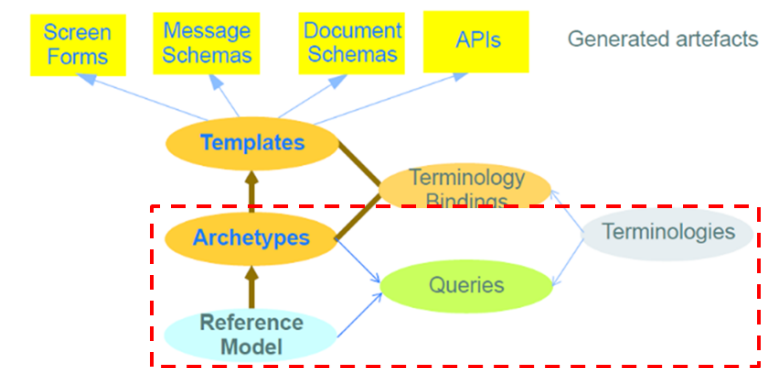 Screen
Forms
Message
Schemas
Document
Schemas
APIs
Generated artefacts
Templates
Terminology
Bindings
Archetypes
Terminologies
Queries
Reference
Model